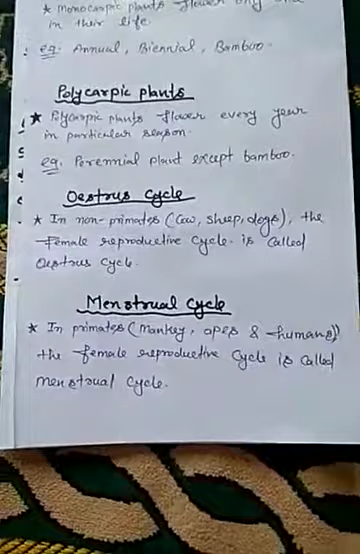 * Monocarpic plants flower only
in their life.
eg: Annual, Biennial, Bamboo.
Polycarpic plants
* Polycarpic plants flower every year
in particular season.
eg. Perennial plant except bamboo.
Oestrus Cycle
* In non-primates (Cow, sheep, dogs), the
female reproductive cycle is called
Oestrus cycle.
Menstrual Cycle
* In primates (mankey, apes & humans))
the female reproductive cycle is called
menstrual cycle.